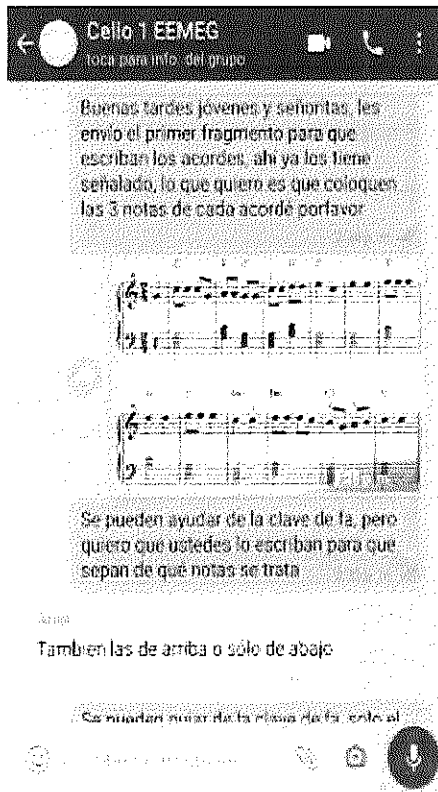 Cello 1 EEMEG
toca para info. del grupo
Buenas tardes jovenes y señoritas, les
envio el primer fragmento para que
escriban los acordes, ahi ya los tiene
señalado, lo que quiero es que coloquen
las 3 notas de cada acorde porfavor
Se pueden ayudar de la clave de fa, pero
quiero que ustedes lo escriban para que
sepan de que notas se trata
Tambien las de arriba o sólo de abajo
Se pueden guiar de la clave de fa, solo el